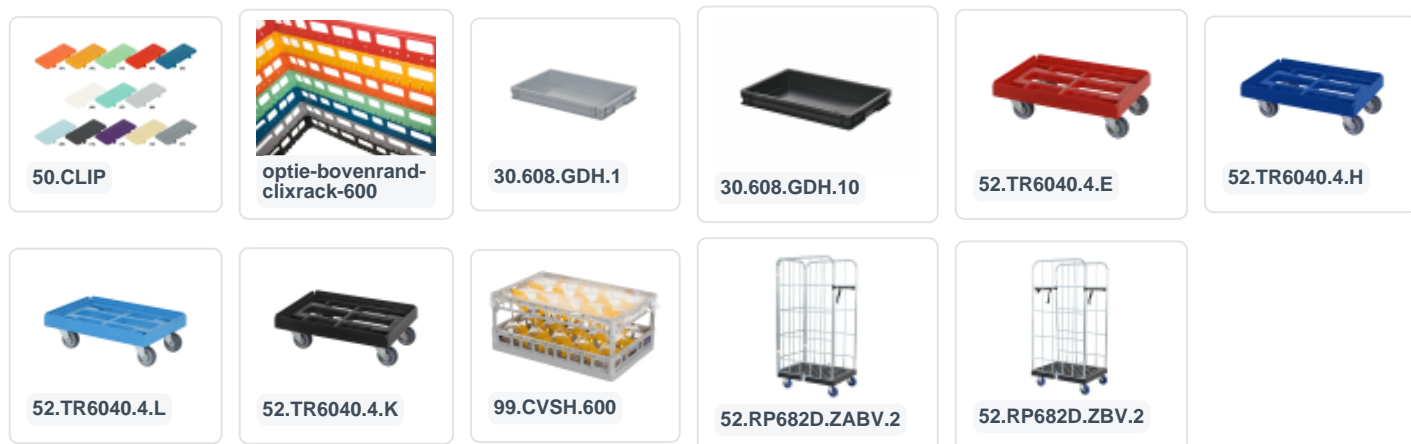 50.CLIP
optie-bovenrand-
clixrack-600
30.608.GDH.1
30.608.GDH.10
52.TR6040.4.E
52.TR6040.4.H
52.TR6040.4.L
52.TR6040.4.K
99.CVSH.600
52.RP682D.ZABV.2
52.RP682D.ZBV.2